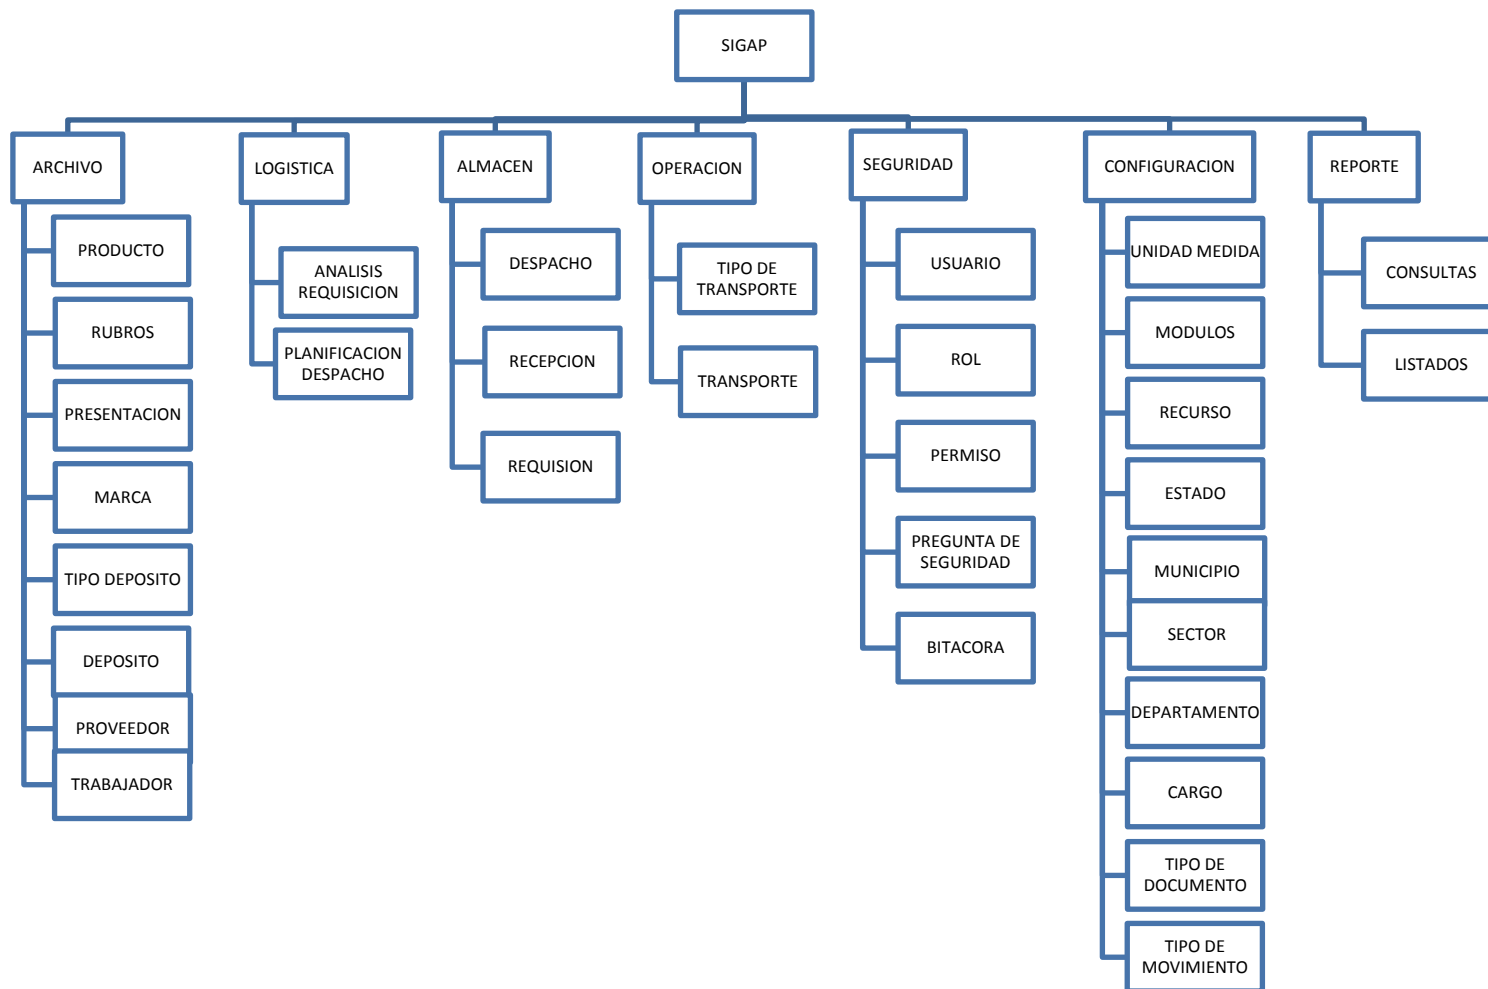 SIGAP
ARCHIVO
LOGISTICA
ALMACEN
OPERACION
SEGURIDAD
CONFIGURACION
REPORTE
PRODUCTO
RUBROS
PRESENTACION
MARCA
TIPO DEPOSITO
DEPOSITO
PROVEEDOR
TRABAJADOR
ANALISIS
REQUISICION
PLANIFICACION
DESPACHO
DESPACHO
RECEPCION
REQUISION
TIPO DE
TRANSPORTE
TRANSPORTE
USUARIO
ROL
PERMISO
PREGUNTA DE
SEGURIDAD
BITACORA
UNIDAD MEDIDA
MODULOS
RECURSO
ESTADO
MUNICIPIO
SECTOR
DEPARTAMENTO
CARGO
TIPO DE
DOCUMENTO
TIPO DE
MOVIMIENTO
CONSULTAS
LISTADOS